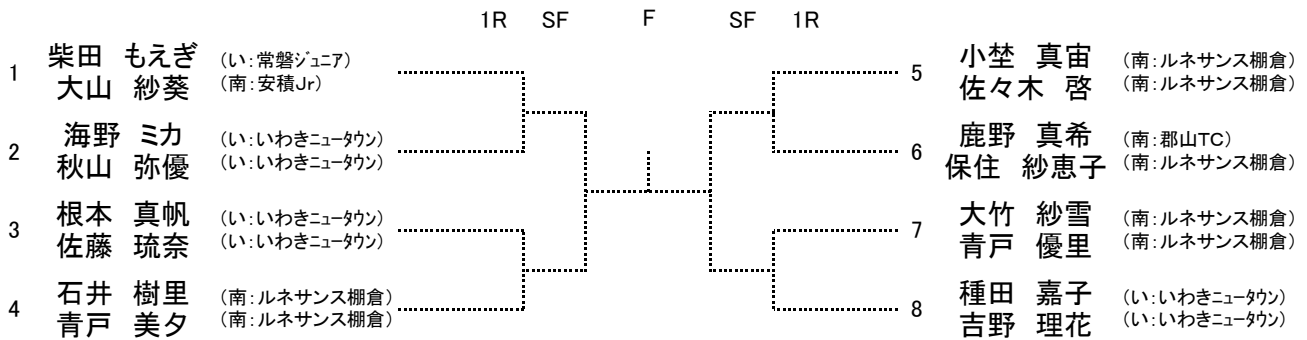 1R SF F SF 1R
1 柴田 もえぎ (い:常磐ジュニア)
大山 紗葵 (南:安積Jr)
2 海野 ミカ (い:いわきニュータウン)
秋山 弥優 (い:いわきニュータウン)
3 根本 真帆 (い:いわきニュータウン)
佐藤 琉奈 (い:いわきニュータウン)
4 石井 樹里 (南:ルネサンス棚倉)
青戸 美夕 (南:ルネサンス棚倉)
5 小埜 真宙 (南:ルネサンス棚倉)
佐々木 啓 (南:ルネサンス棚倉)
6 鹿野 真希 (南:郡山TC)
保住 紗恵子 (南:ルネサンス棚倉)
7 大竹 紗雪 (南:ルネサンス棚倉)
青戸 優里 (南:ルネサンス棚倉)
8 種田 嘉子 (い:いわきニュータウン)
吉野 理花 (い:いわきニュータウン)